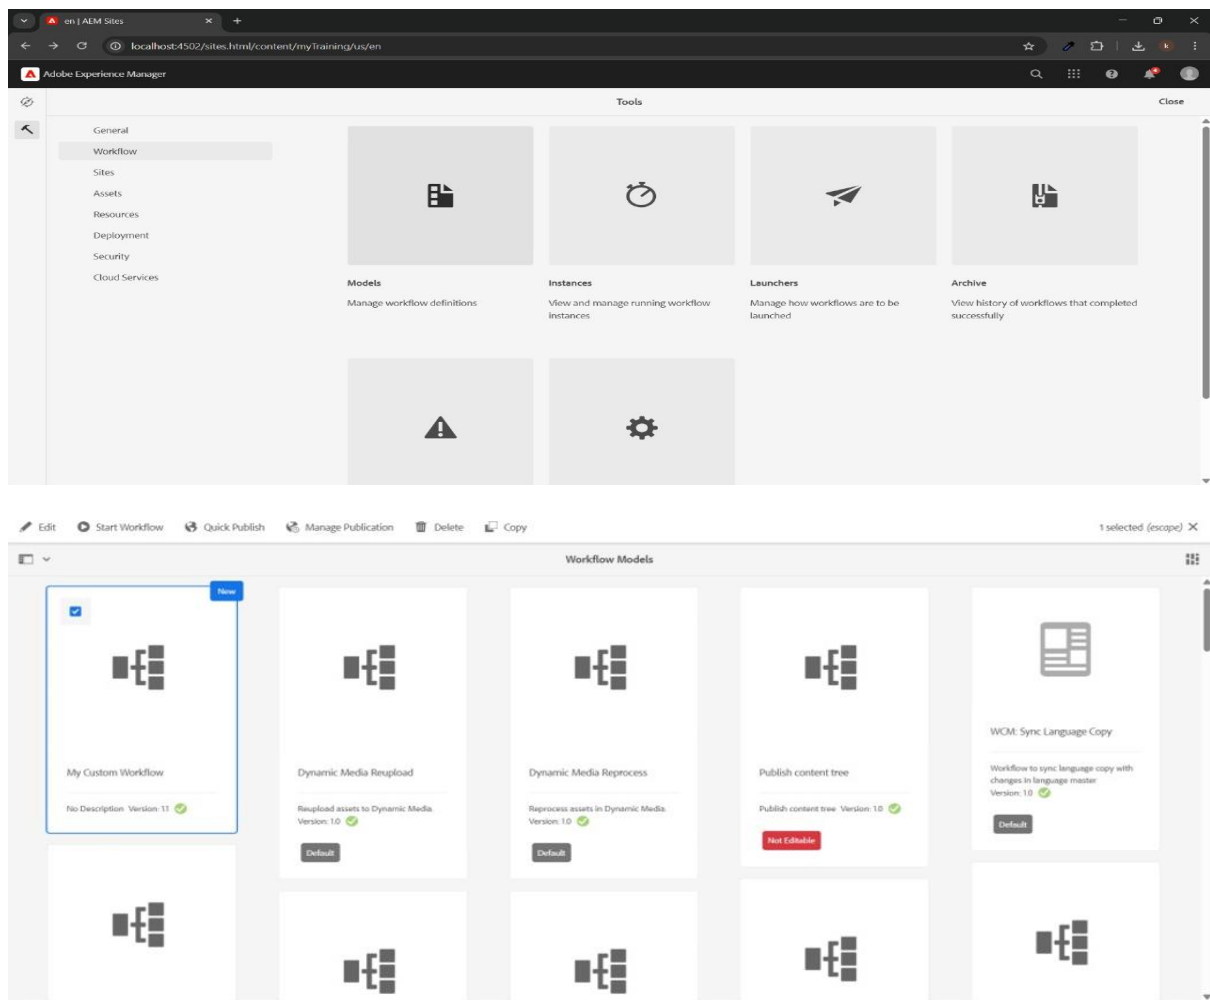 en | AEM Sites
localhost:4502/sites.html/content/myTraining/us/en
Adobe Experience Manager
Tools
Close
General
Workflow
Sites
Assets
Resources
Deployment
Security
Cloud Services
Models
Manage workflow definitions
Instances
View and manage running workflow
instances
Launchers
Manage how workflows are to be
launched
Archive
View history of workflows that completed
successfully
Edit Start Workflow Quick Publish Manage Publication Delete Copy 1 selected (escape)
Workflow Models
New
My Custom Workflow
No Description Version: 1.1
Dynamic Media Reupload
Reupload assets to Dynamic Media.
Version: 1.0
Default
Dynamic Media Reprocess
Reprocess assets in Dynamic Media.
Version: 1.0
Default
Publish content tree
Publish content tree Version: 1.0
Not Editable
WCM: Sync Language Copy
Workflow to sync language copy with
changes in language master
Version: 1.0
Default